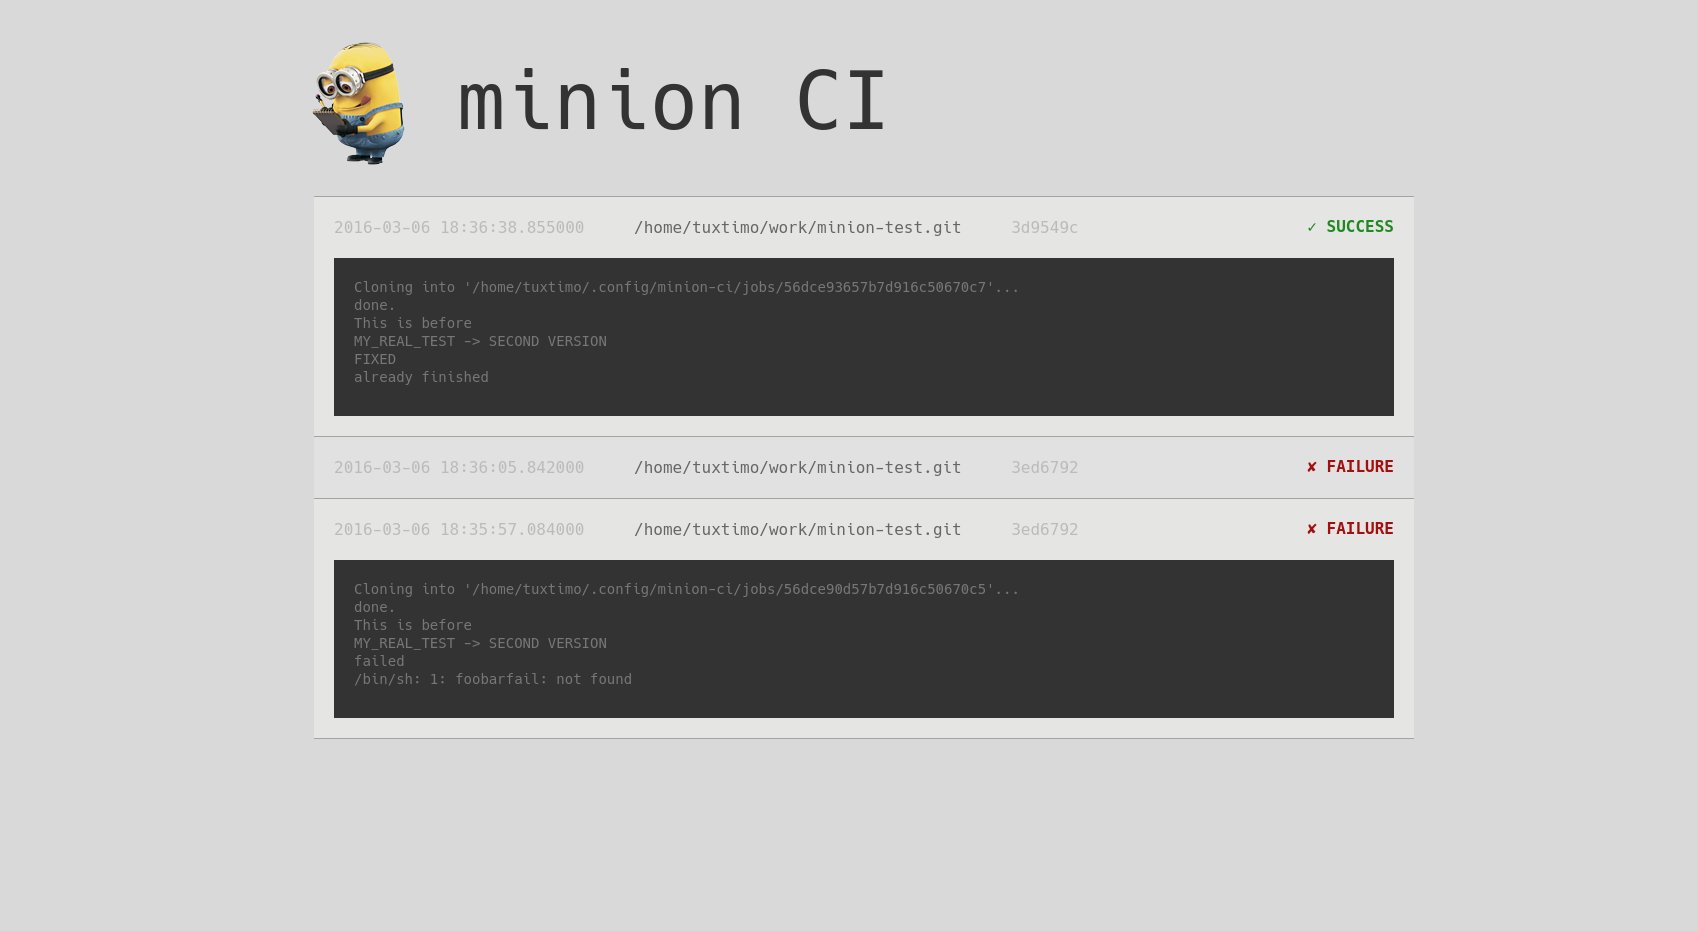 minion CI
2016-03-06 18:36:38.855000 /home/tuxtimo/work/minion-test.git 3d9549c ✓ SUCCESS
Cloning into '/home/tuxtimo/.config/minion-ci/jobs/56dce93657b7d916c50670c7'...
done.
This is before
MY_REAL_TEST -> SECOND VERSION
FIXED
already finished
2016-03-06 18:36:05.842000 /home/tuxtimo/work/minion-test.git 3ed6792 ✘ FAILURE
2016-03-06 18:35:57.084000 /home/tuxtimo/work/minion-test.git 3ed6792 ✘ FAILURE
Cloning into '/home/tuxtimo/.config/minion-ci/jobs/56dce90d57b7d916c50670c5'...
done.
This is before
MY_REAL_TEST -> SECOND VERSION
failed
/bin/sh: 1: foobarfail: not found